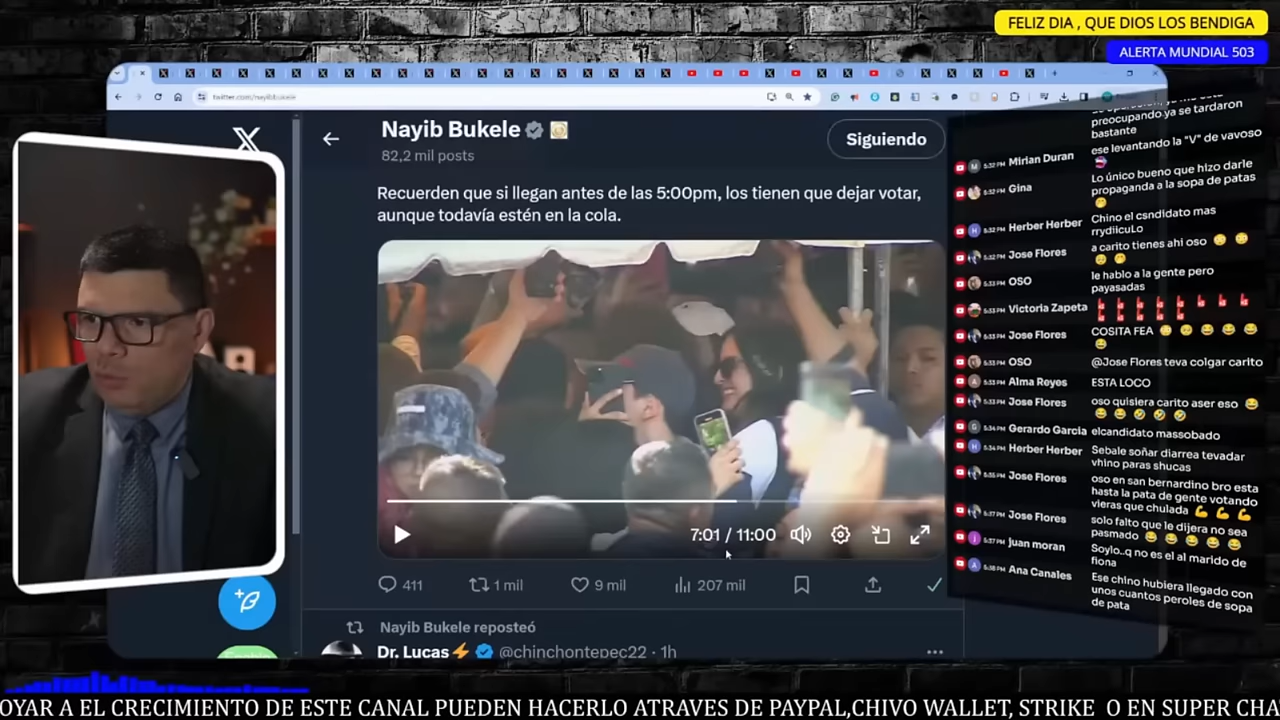 FELIZ DIA , QUE DIOS LOS BENDIGA
ALERTA MUNDIAL 503
twitter.com/nayibbukele
Nayib Bukele
82,2 mil posts
Siguiendo
Recuerden que si llegan antes de las 5:00pm, los tienen que dejar votar,
aunque todavía estén en la cola.
7:01 / 11:00
411
1 mil
9 mil
207 mil
Nayib Bukele reposteó
Dr. Lucas
@chinchontepec22 · 1h
preocupando.ya se tardaron
bastante
5:32 PM Mirian Duran
ese levantando la "V" de vavoso
5:32 PM Gina
Lo único bueno que hizo darle
propaganda a la sopa de patas
5:32 PM Herber Herber
Chino el csndidato mas
rrydiicuLo
5:32 PM Jose Flores
a carito tienes ahi oso
5:33 PM OSO
le hablo a la gente pero
payasadas
5:33 PM Victoria Zapeta
5:33 PM Jose Flores
COSITA FEA
5:33 PM OSO
@Jose Flores teva colgar carito
5:33 PM Alma Reyes
ESTA LOCO
5:33 PM Jose Flores
oso quisiera carito aser eso
5:34 PM Gerardo Garcia
elcandidato massobado
5:34 PM Herber Herber
Sebale soñar diarrea tevadar
vhino paras shucas
5:35 PM Jose Flores
oso en san bernardino bro esta
hasta la pata de gente votando
vieras que chulada
5:37 PM Jose Flores
solo falto que le dijera no sea
pasmado
5:37 PM juan moran
Soylo..q no es el al marido de
fiona
5:38 PM Ana Canales
Ese chino hubiera llegado con
unos cuantos peroles de sopa
de pata
OYAR A EL CRECIMIENTO DE ESTE CANAL PUEDEN HACERLO ATRAVES DE PAYPAL,CHIVO WALLET, STRIKE O EN SUPER CHA